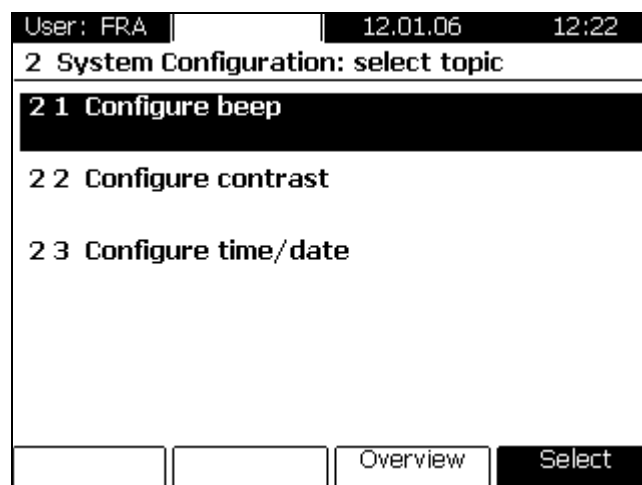 User: FRA 12.01.06 12:22
2 System Configuration: select topic
2 1 Configure beep
2 2 Configure contrast
2 3 Configure time/date
Overview Select